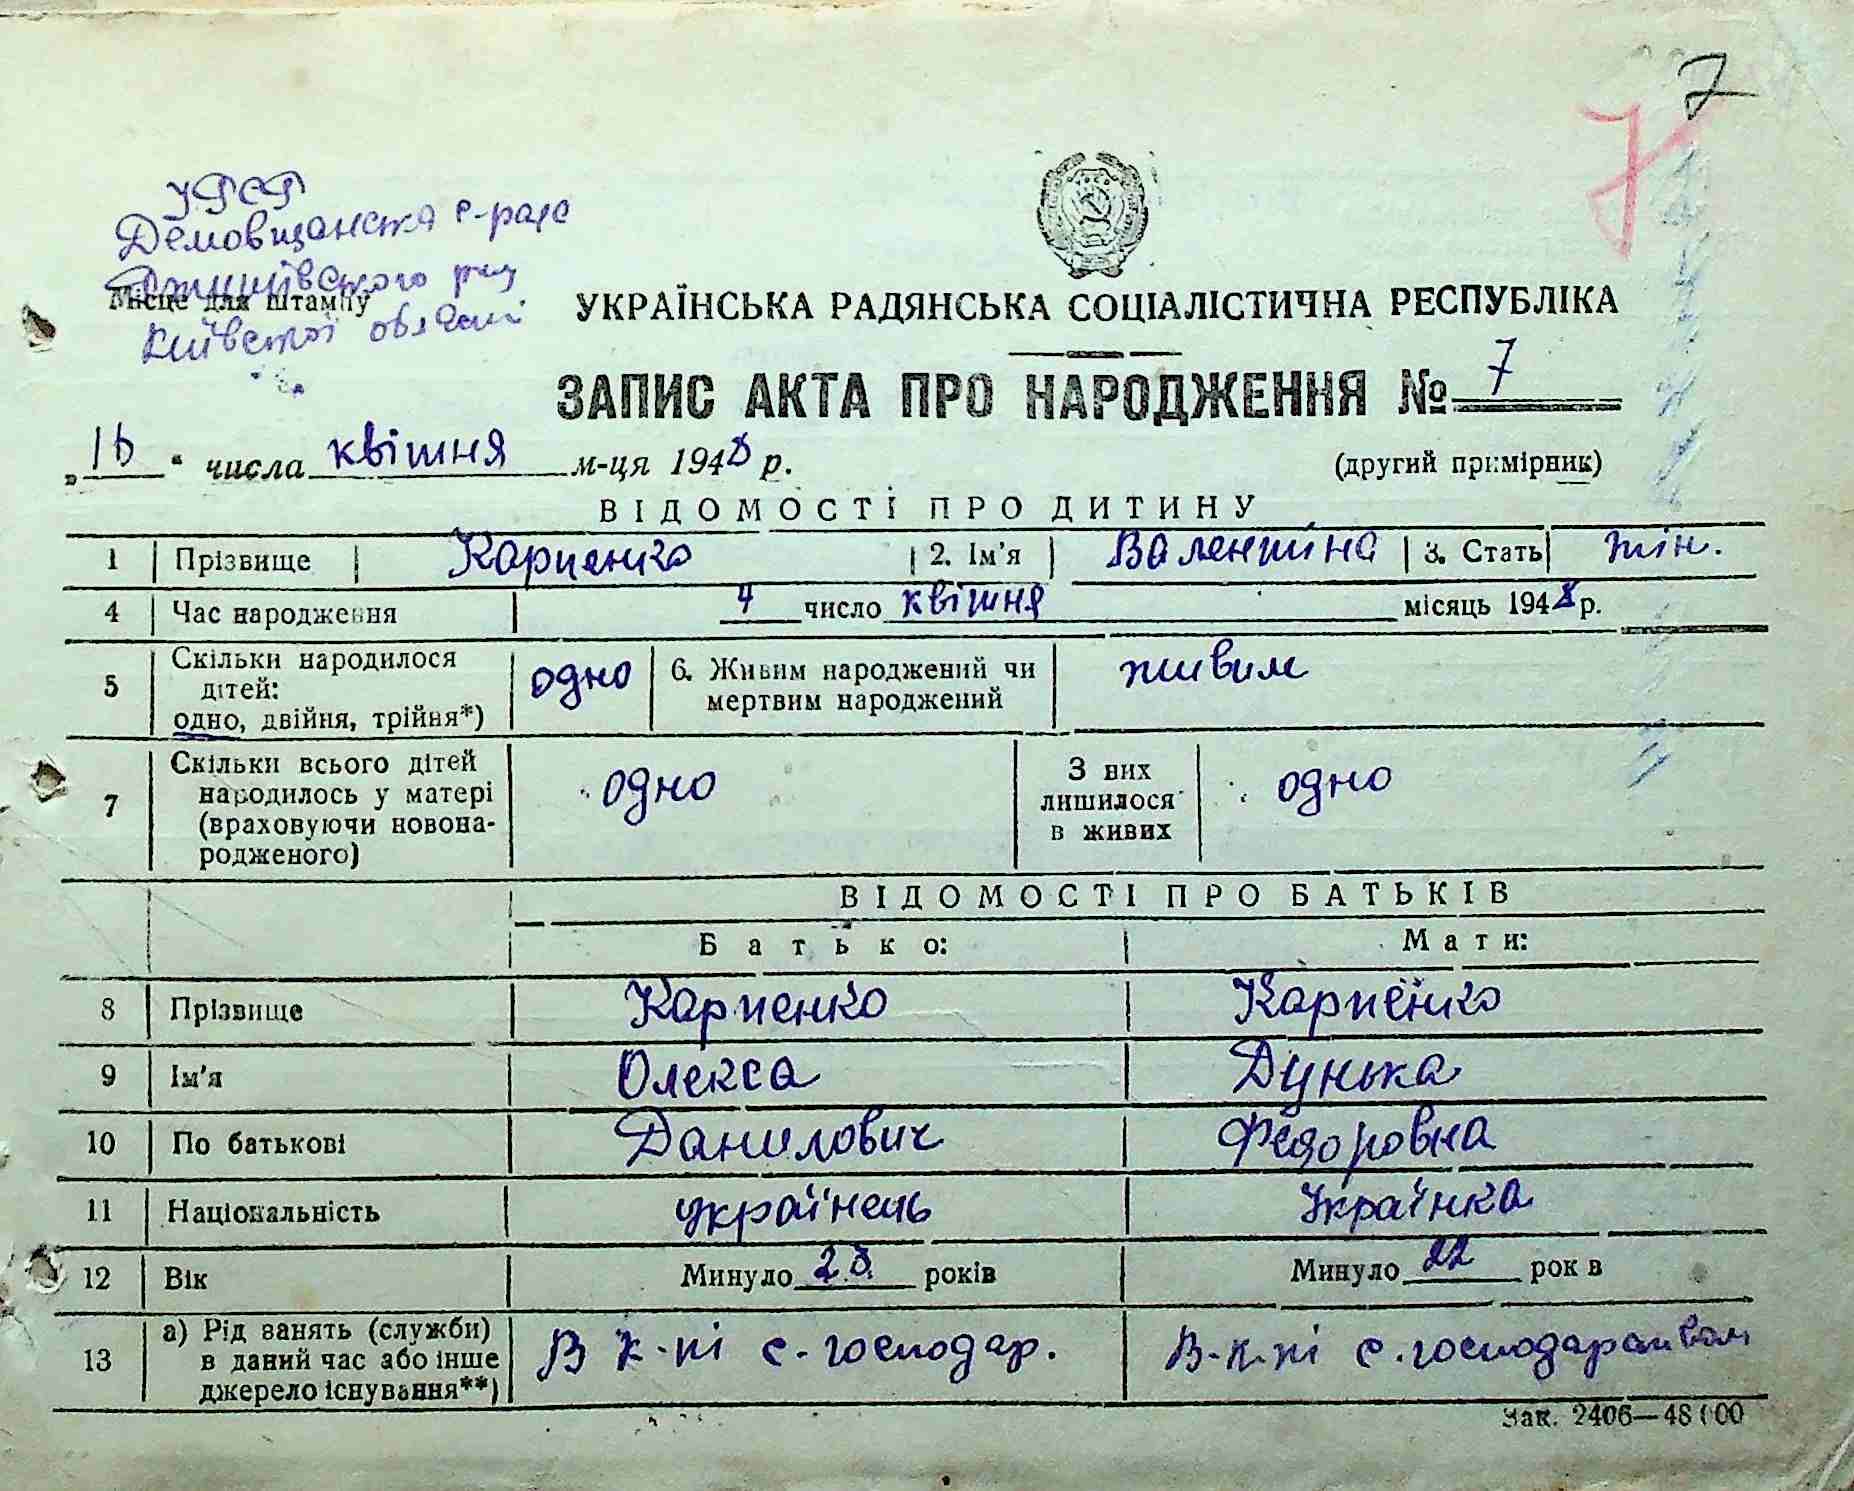 7
7
УРСР
Демовщанська с-рада
Київської області
Місце для штампу
УКРАЇНСЬКА РАДЯНСЬКА СОЦІАЛІСТИЧНА РЕСПУБЛІКА
ЗАПИС АКТА ПРО НАРОДЖЕННЯ № 7
„ " числа квітня м-ця 1948 р.
(другий примірник)
ВІДОМОСТІ ПРО ДИТИНУ
1 Прізвище Карпенко 2. Ім'я Валентина 3. Стать жін.
4 Час народження 4 число квітня місяць 1948 р.
5 Скільки народилося дітей: одно, двійня, трійня*) одно 6. Живим народжений чи мертвим народжений живим
7 Скільки всього дітей народилось у матері (враховуючи новонародженого) одно З них лишилося в живих одно
ВІДОМОСТІ ПРО БАТЬКІВ
Батько: Мати:
8 Прізвище Карпенко Карпенко
9 Ім'я Олекса Дунька
10 По батькові Данилович Федоровна
11 Національність українець Українка
12 Вік Минуло 28 років Минуло 22 рок в
13 а) Рід занять (служби) в даний час або інше джерело існування**) В к-пі с-господар. В-к-пі с.господарством
Зак. 2406—48 000